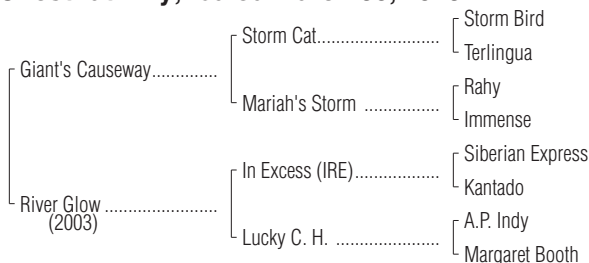 Storm Bird
Storm Cat........................
Terlingua
Giant's Causeway..............
Rahy
Mariah's Storm ...............
Immense
Siberian Express
In Excess (IRE)..................
Kantado
River Glow .....................
(2003)
A.P. Indy
Lucky C. H. .....................
Margaret Booth